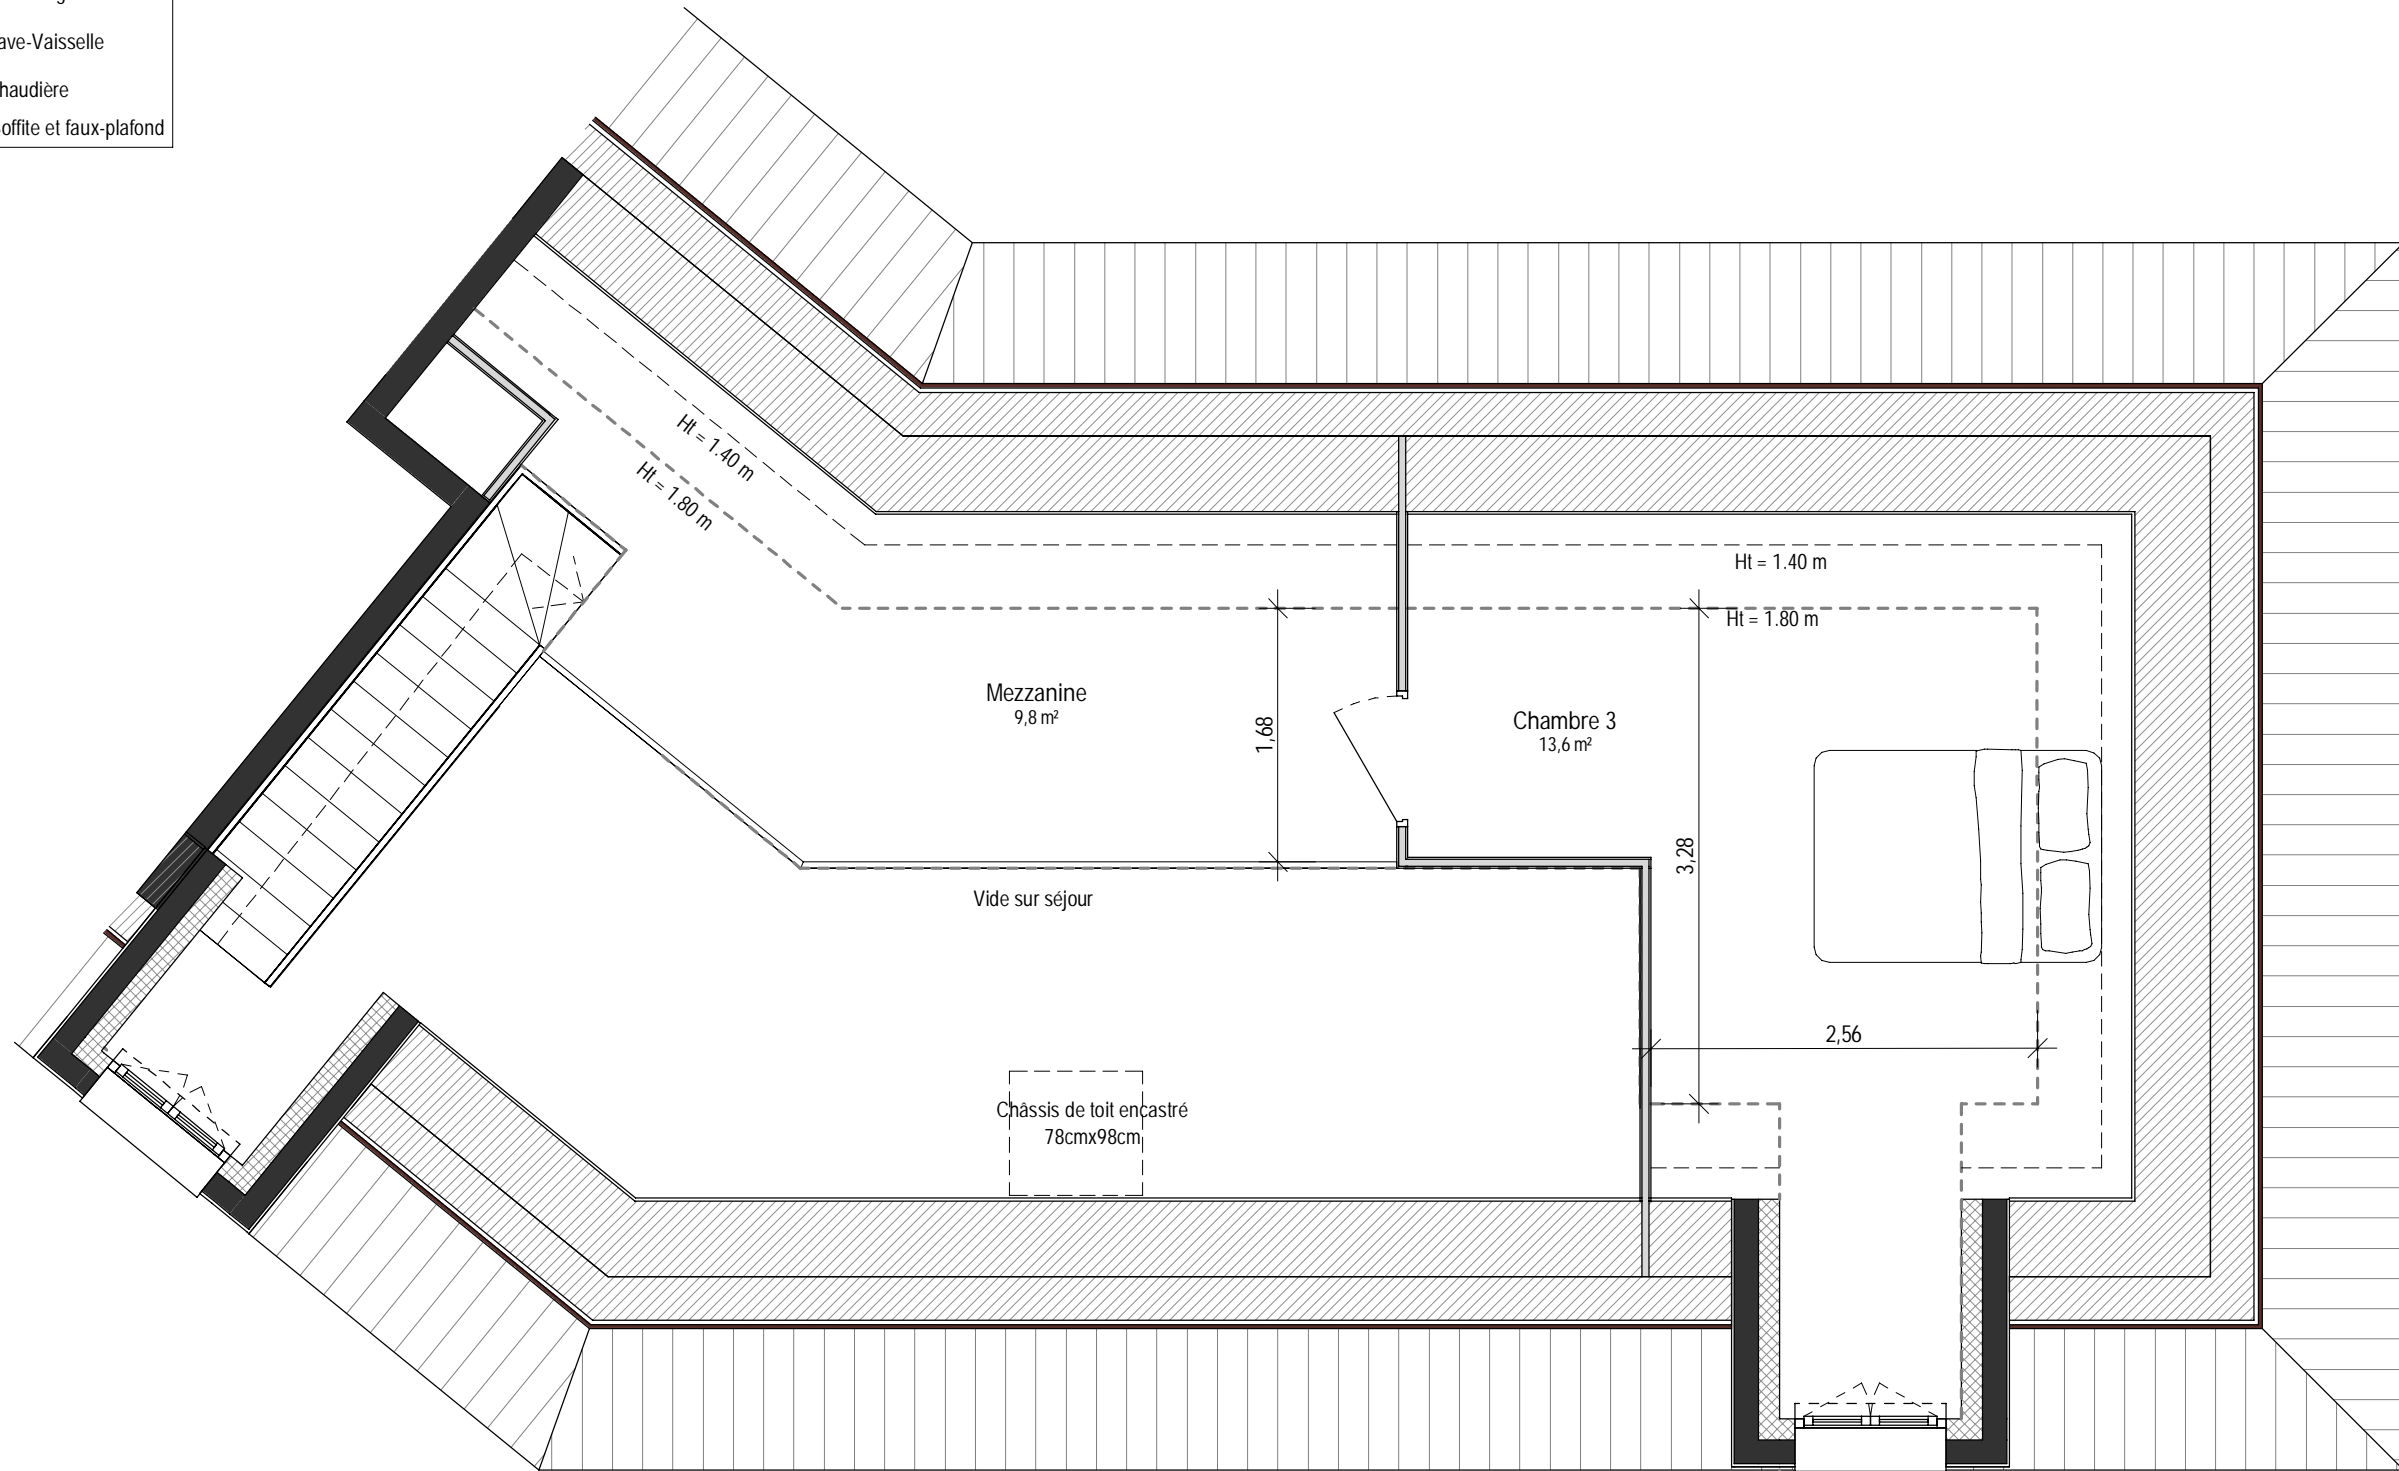 ave-Vaisselle
haudière
offite et faux-plafond
Ht = 1.40 m
Ht = 1.80 m
Ht = 1.40 m
Ht = 1.80 m
Mezzanine
9,8 m²
1,68
Chambre 3
13,6 m²
3,28
Vide sur séjour
2,56
Châssis de toit encastré
78cmx98cm